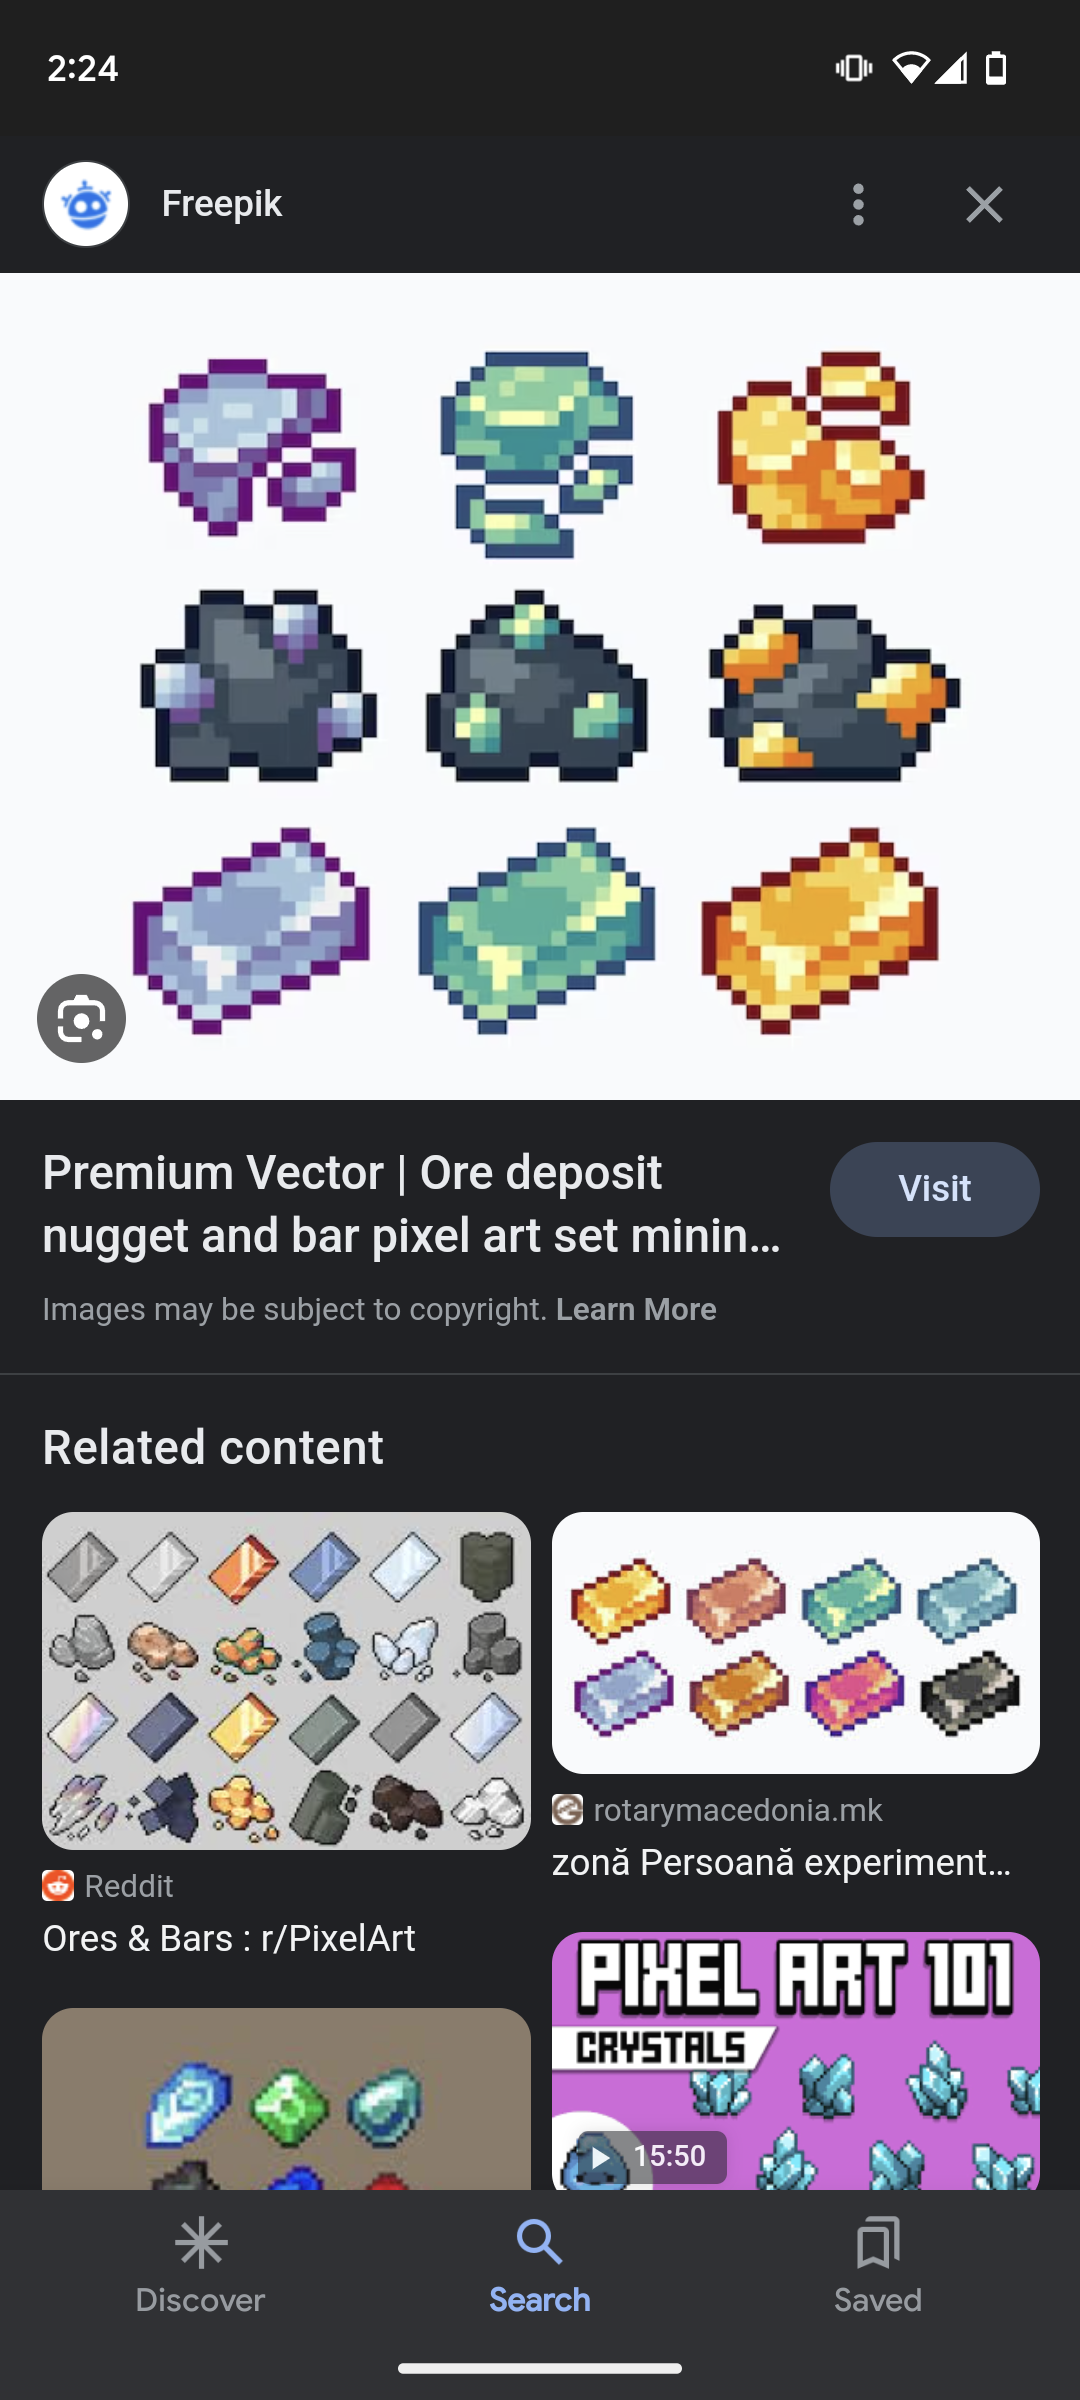 2:24
Freepik
Premium Vector | Ore deposit
nugget and bar pixel art set minin...
Visit
Images may be subject to copyright. Learn More
Related content
Reddit
Ores & Bars : r/PixelArt
rotarymacedonia.mk
zonă Persoană experiment...
PIXEL ART 101
CRYSTALS
15:50
Discover
Search
Saved